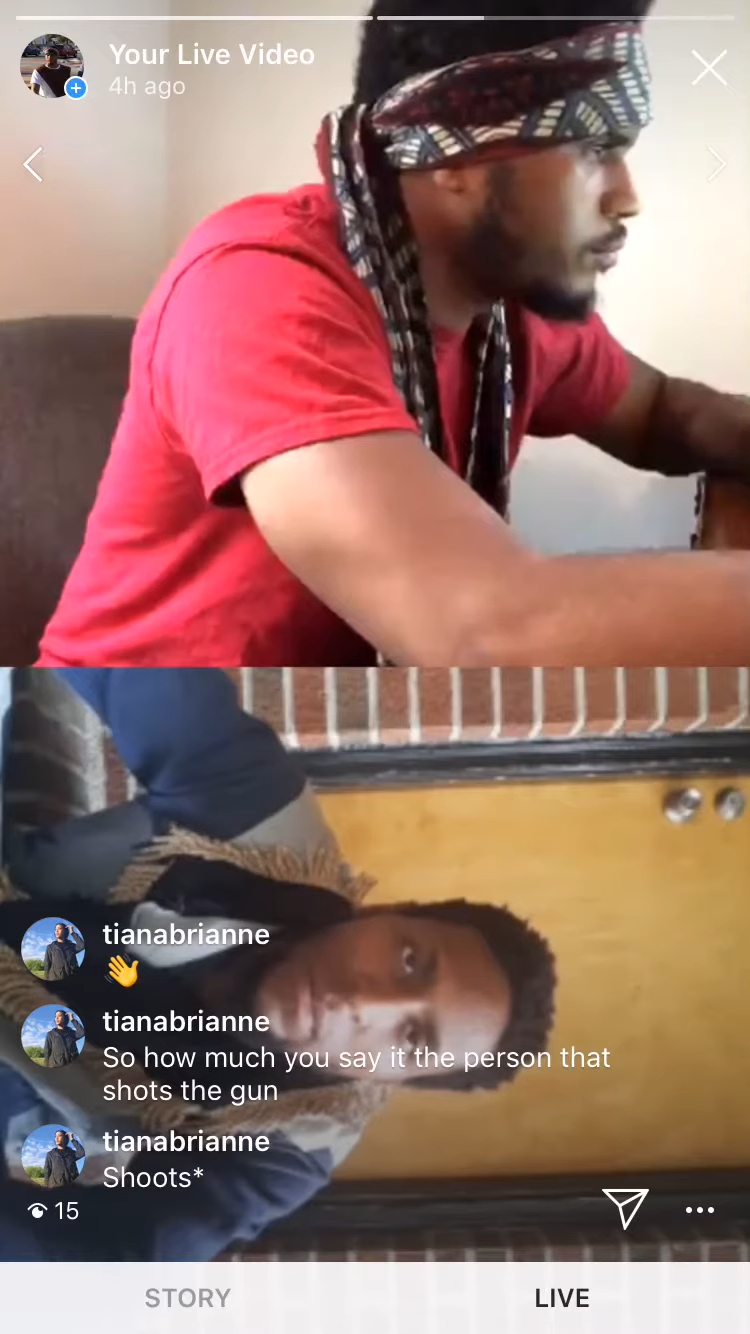 Your Live Video
4h ago
tianabrianne
👋
tianabrianne
So how much you say it the person that
shots the gun
tianabrianne
Shoots*
15
STORY
LIVE